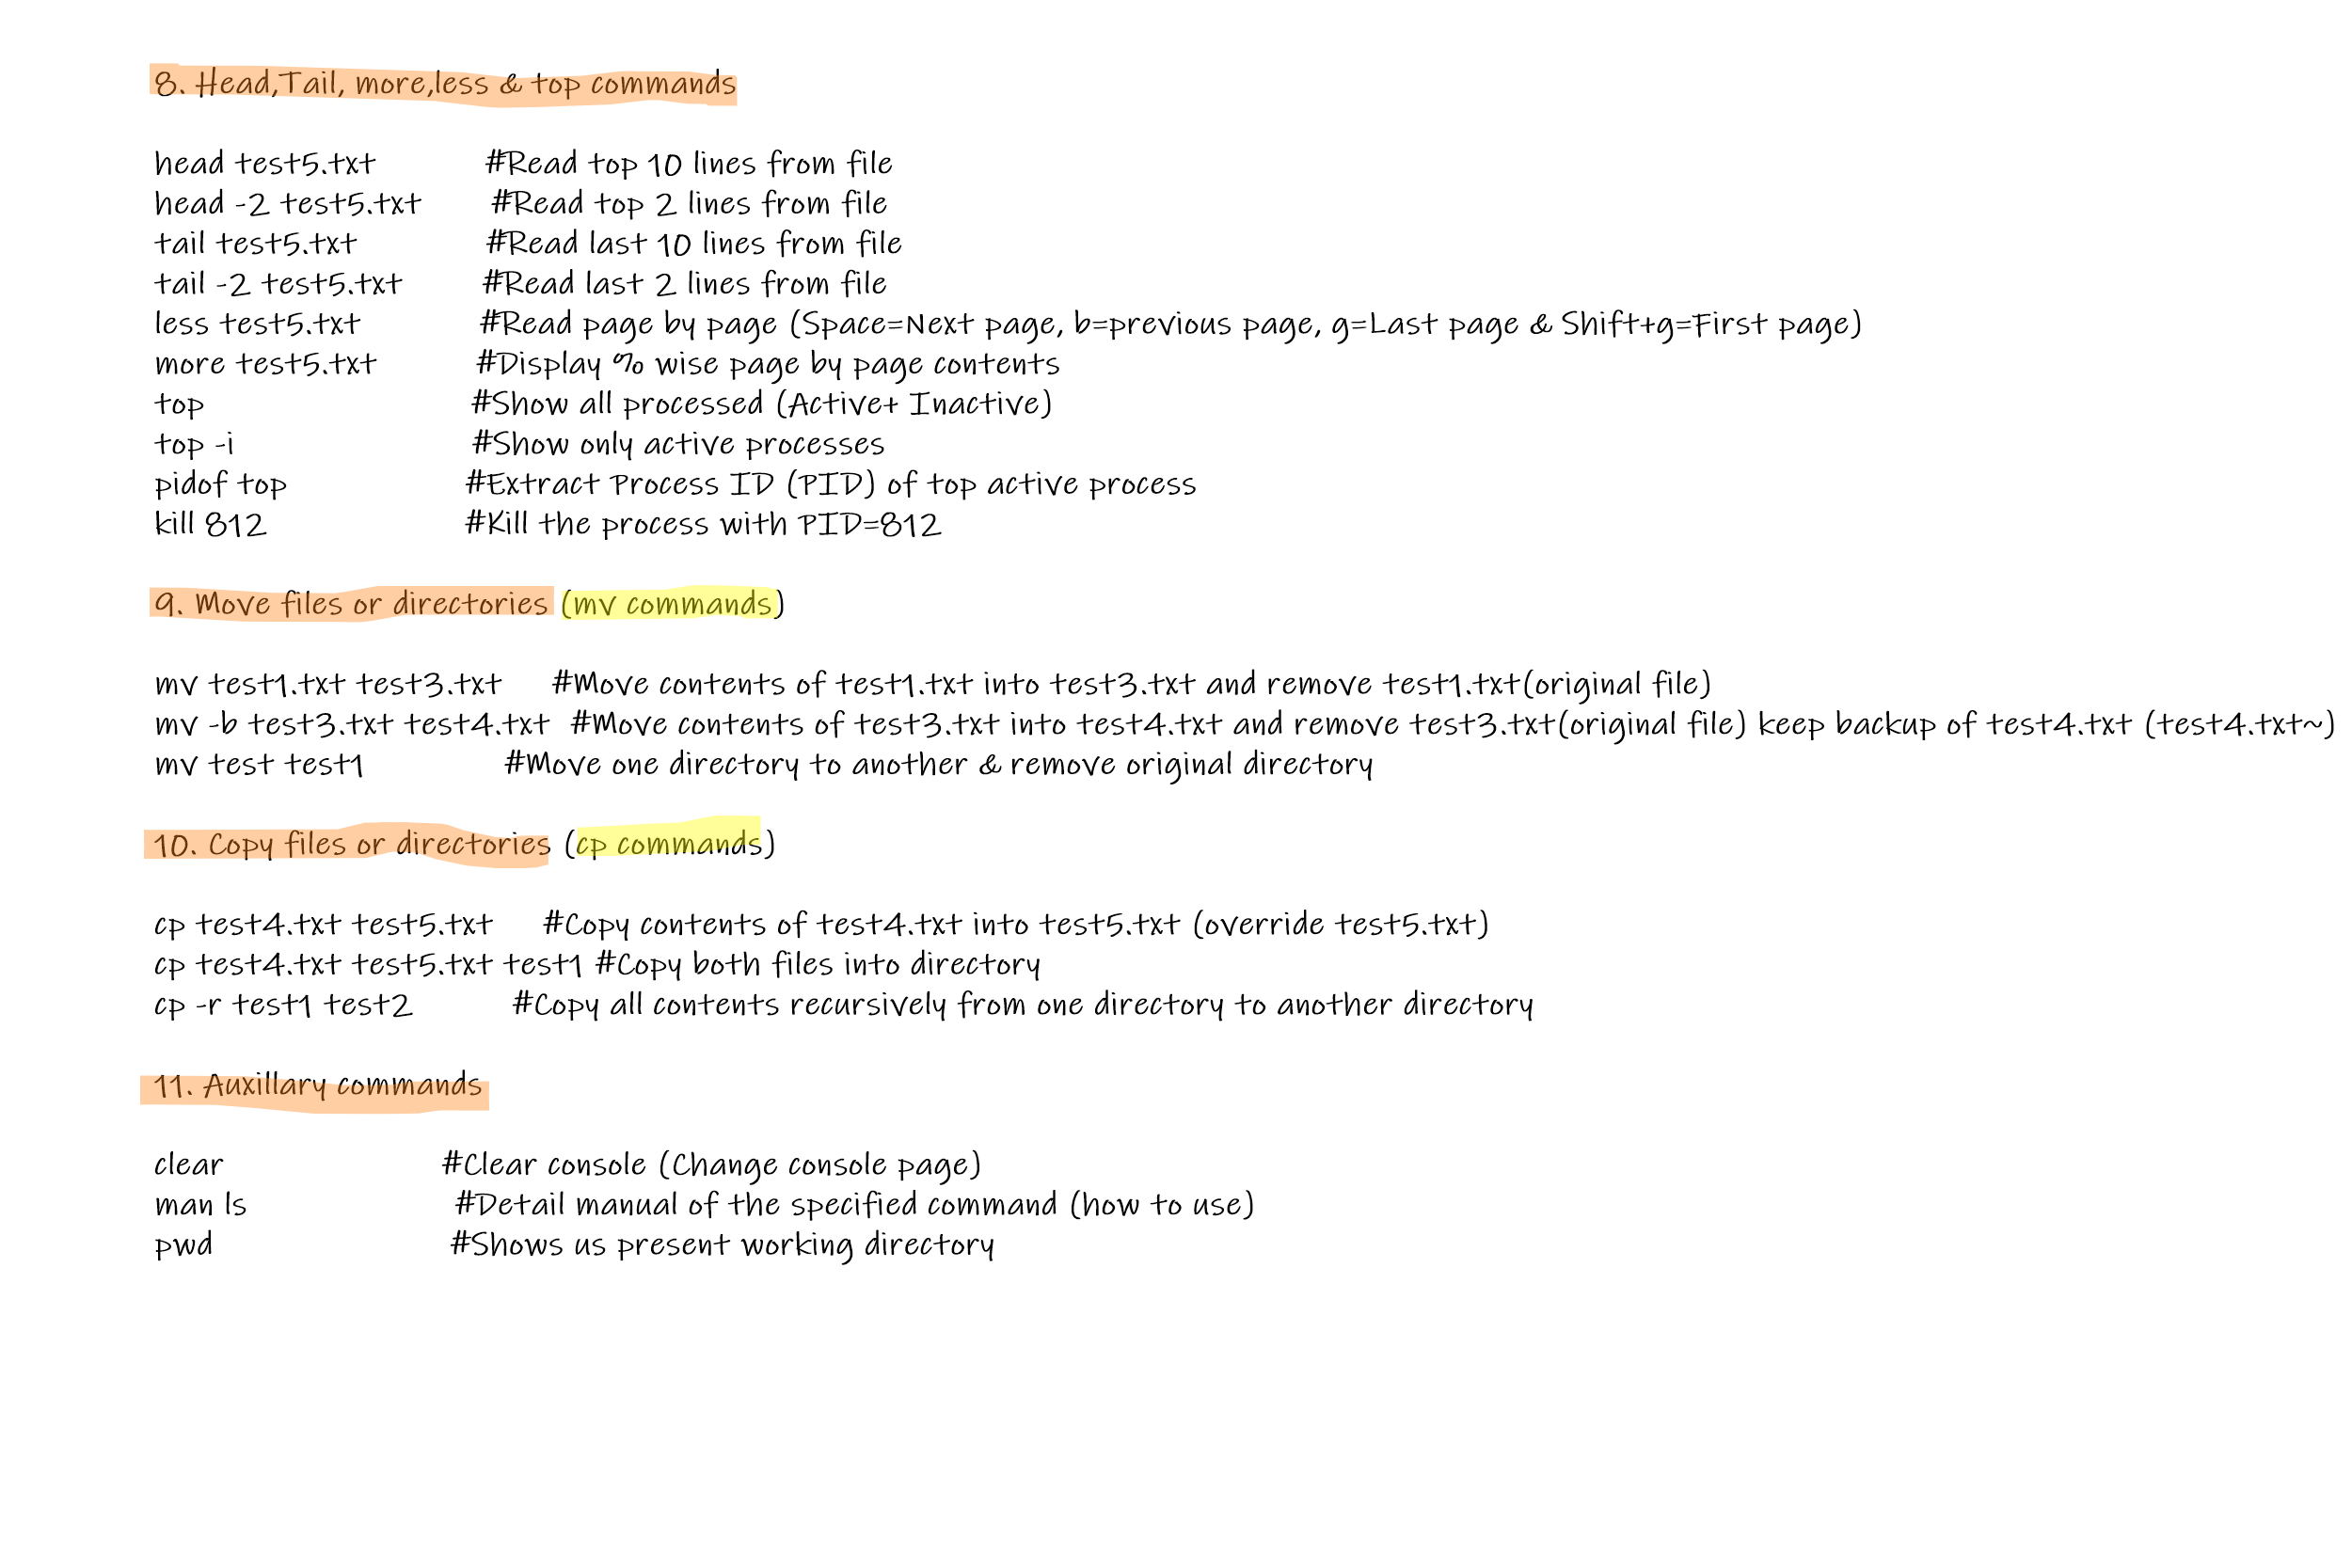 8. Head,Tail, more,less & top commands
head test5.txt #Read top 10 lines from file
head -2 test5.txt #Read top 2 lines from file
tail test5.txt #Read last 10 lines from file
tail -2 test5.txt #Read last 2 lines from file
less test5.txt #Read page by page (Space=Next page, b=previous page, g=Last page & Shift+g=First page)
more test5.txt #Display % wise page by page contents
top #Show all processed (Active+ Inactive)
top -i #Show only active processes
pidof top #Extract Process ID (PID) of top active process
kill 812 #Kill the process with PID=812
9. Move files or directories (mv commands)
mv test1.txt test3.txt #Move contents of test1.txt into test3.txt and remove test1.txt(original file)
mv -b test3.txt test4.txt #Move contents of test3.txt into test4.txt and remove test3.txt(original file) keep backup of test4.txt (test4.txt~)
mv test test1 #Move one directory to another & remove original directory
10. Copy files or directories (cp commands)
cp test4.txt test5.txt #Copy contents of test4.txt into test5.txt (override test5.txt)
cp test4.txt test5.txt test1 #Copy both files into directory
cp -r test1 test2 #Copy all contents recursively from one directory to another directory
11. Auxillary commands
clear #Clear console (Change console page)
man ls #Detail manual of the specified command (how to use)
pwd #Shows us present working directory